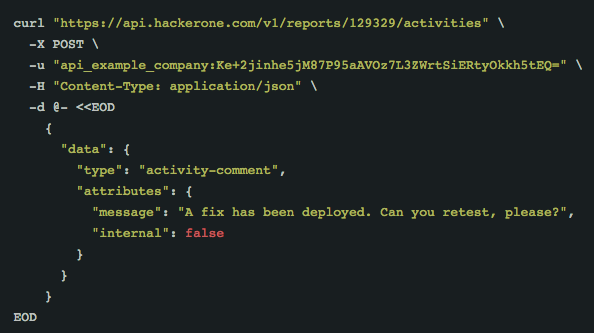 curl "https://api.hackerone.com/v1/reports/129329/activities" \
  -X POST \
  -u "api_example_company:Ke+2jinhe5jM87P95aAVOz7L3ZWrtSiERtyOkkh5tEQ=" \
  -H "Content-Type: application/json" \
  -d @- <<EOD
    {
      "data": {
        "type": "activity-comment",
        "attributes": {
          "message": "A fix has been deployed. Can you retest, please?",
          "internal": false
        }
      }
    }
EOD